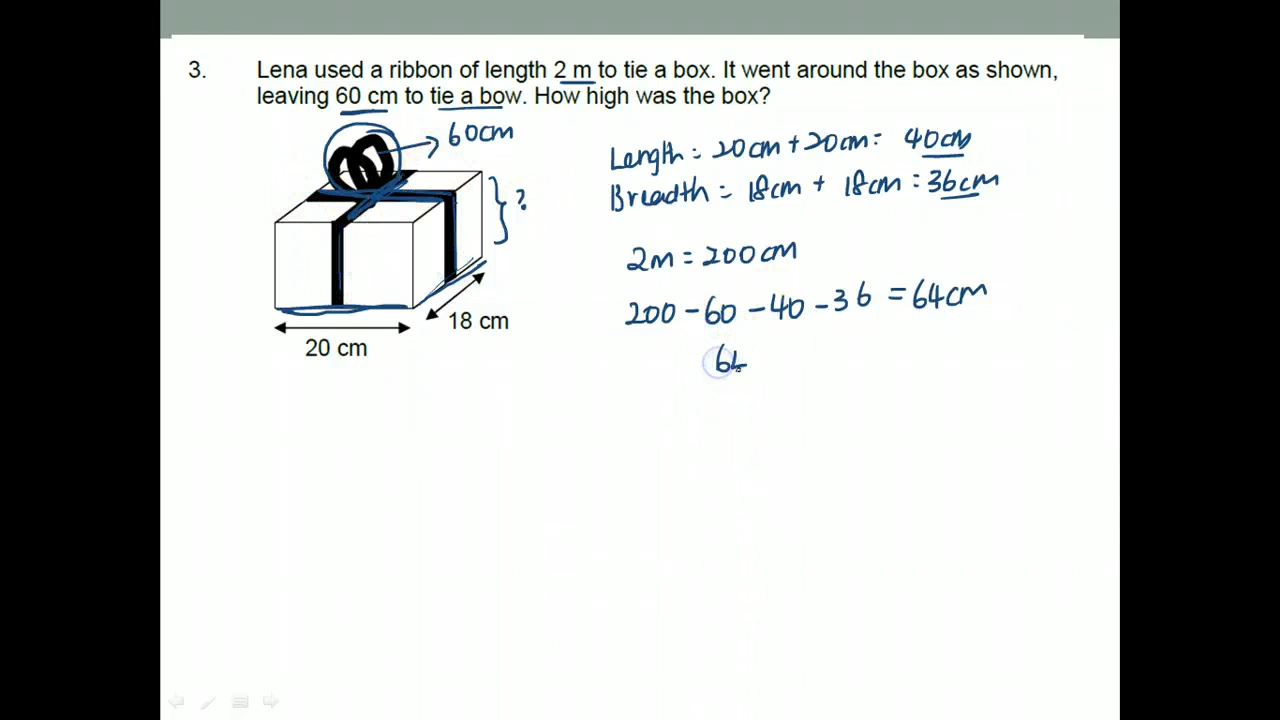 3. Lena used a ribbon of length 2 m to tie a box. It went around the box as shown,
leaving 60 cm to tie a bow. How high was the box?
60cm
?
18 cm
20 cm
Length = 20cm + 20cm = 40cm
Breadth = 18cm + 18cm = 36cm
2m = 200cm
200 - 60 - 40 - 36 = 64cm
64